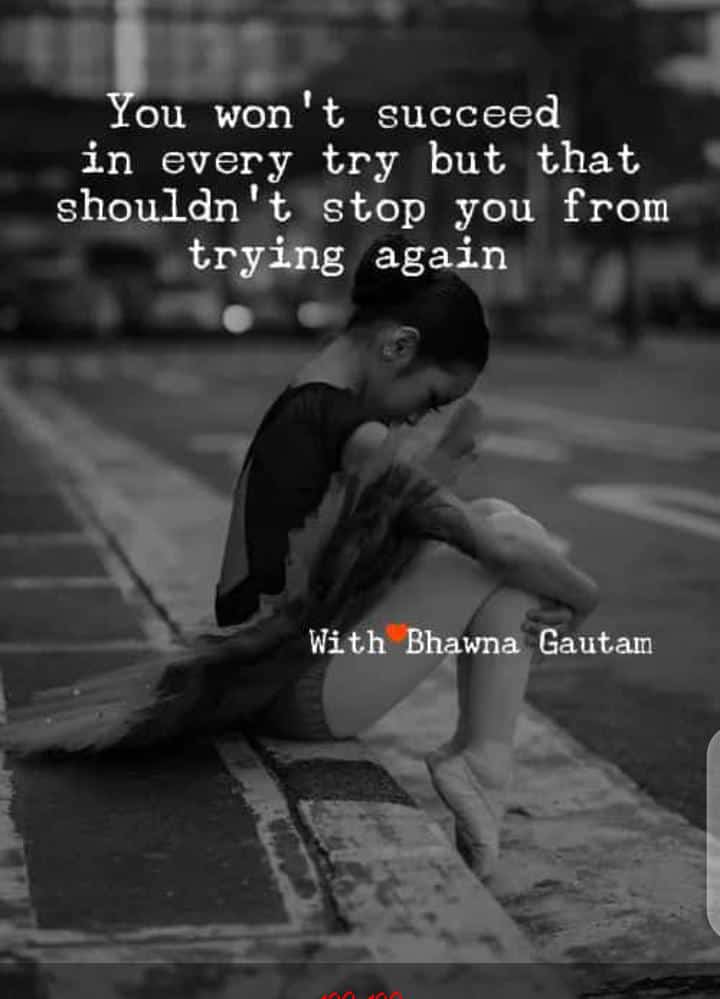 You won't succeed
in every try but that
shouldn't stop you from
trying again
With❤Bhawna Gautam